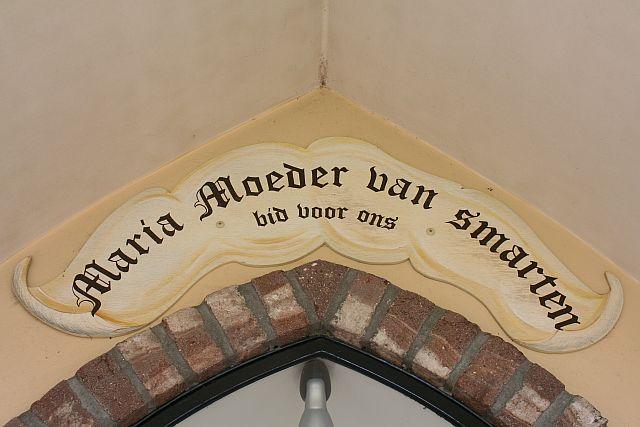 Maria Moeder van smarten
bid voor ons